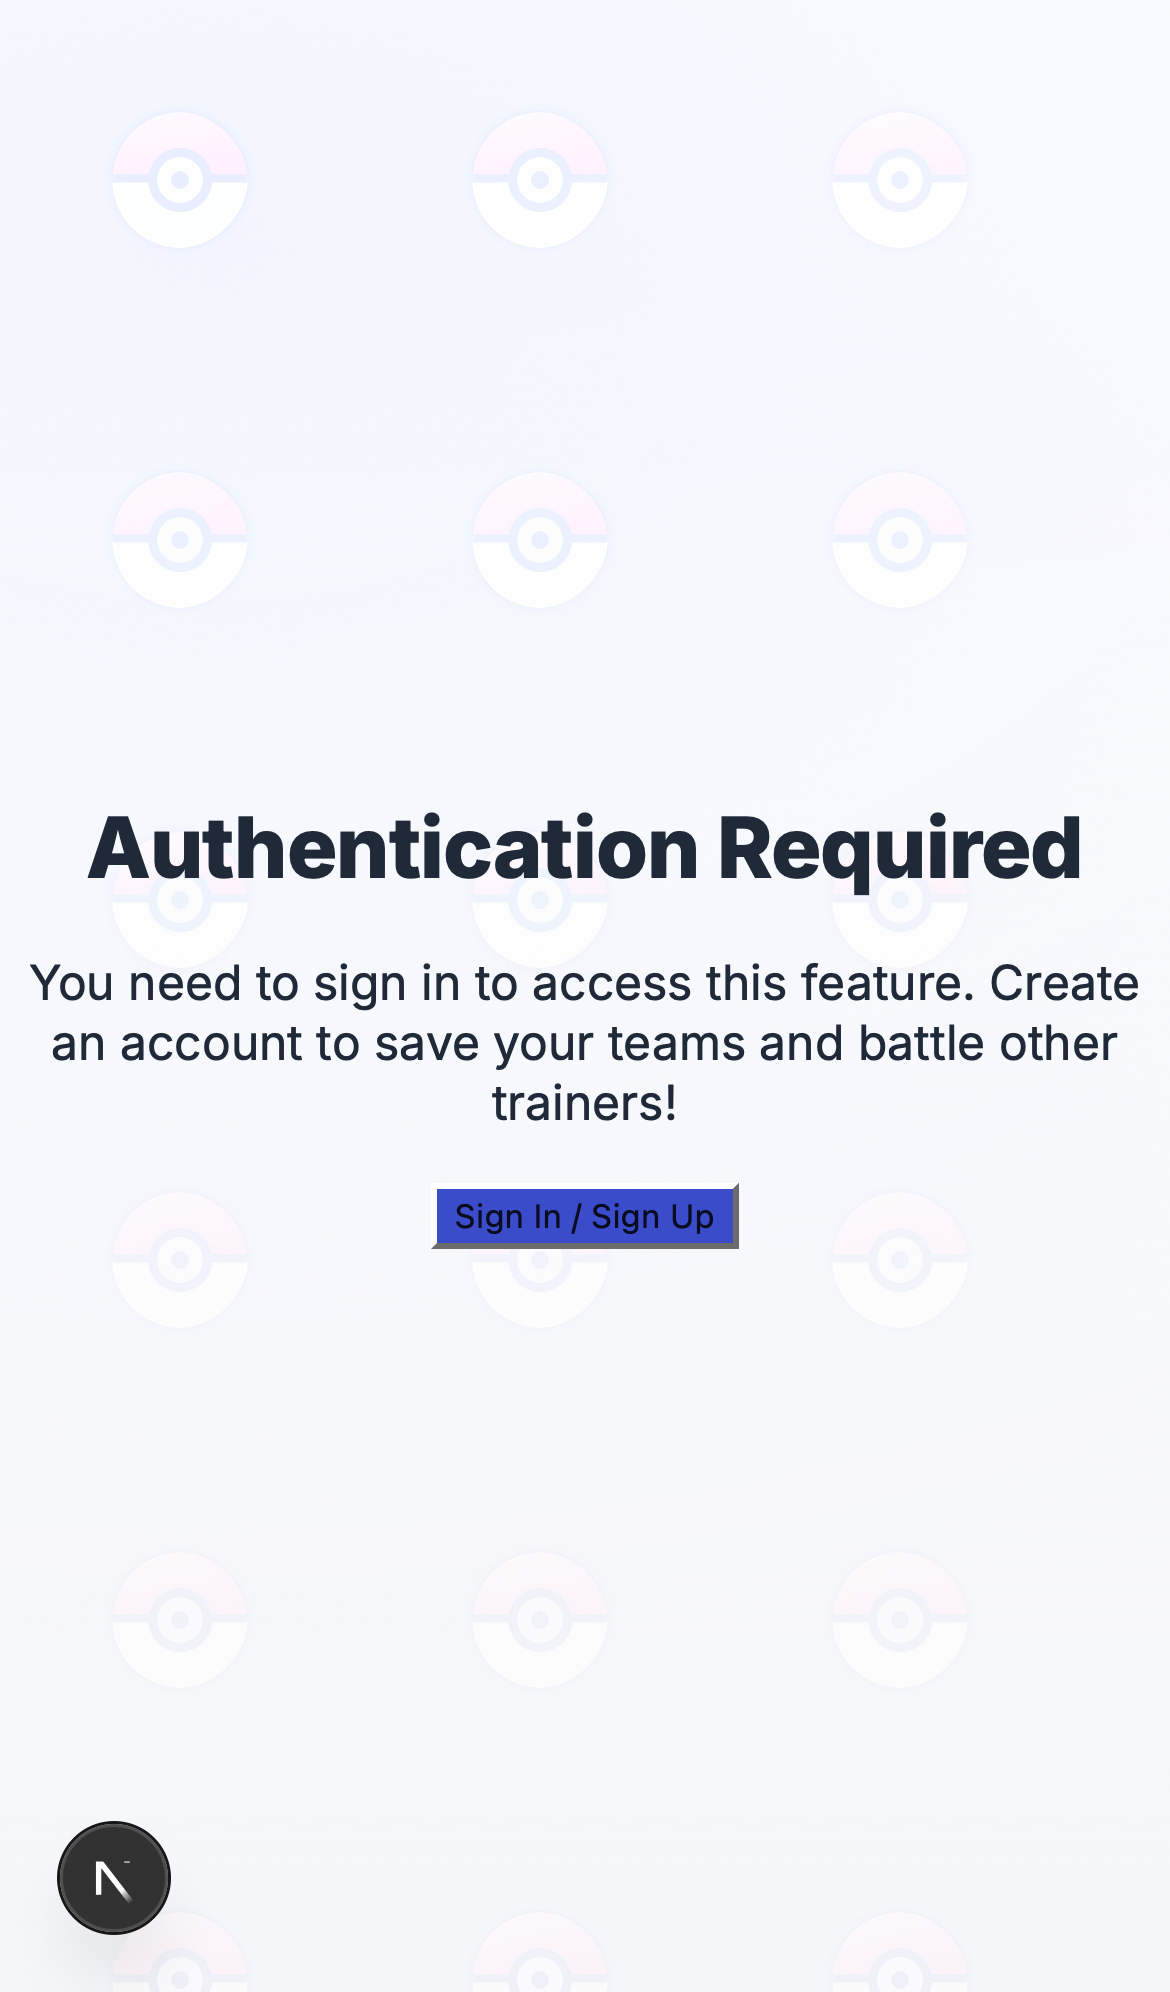 Authentication Required
You need to sign in to access this feature. Create
an account to save your teams and battle other
trainers!
Sign In / Sign Up
N